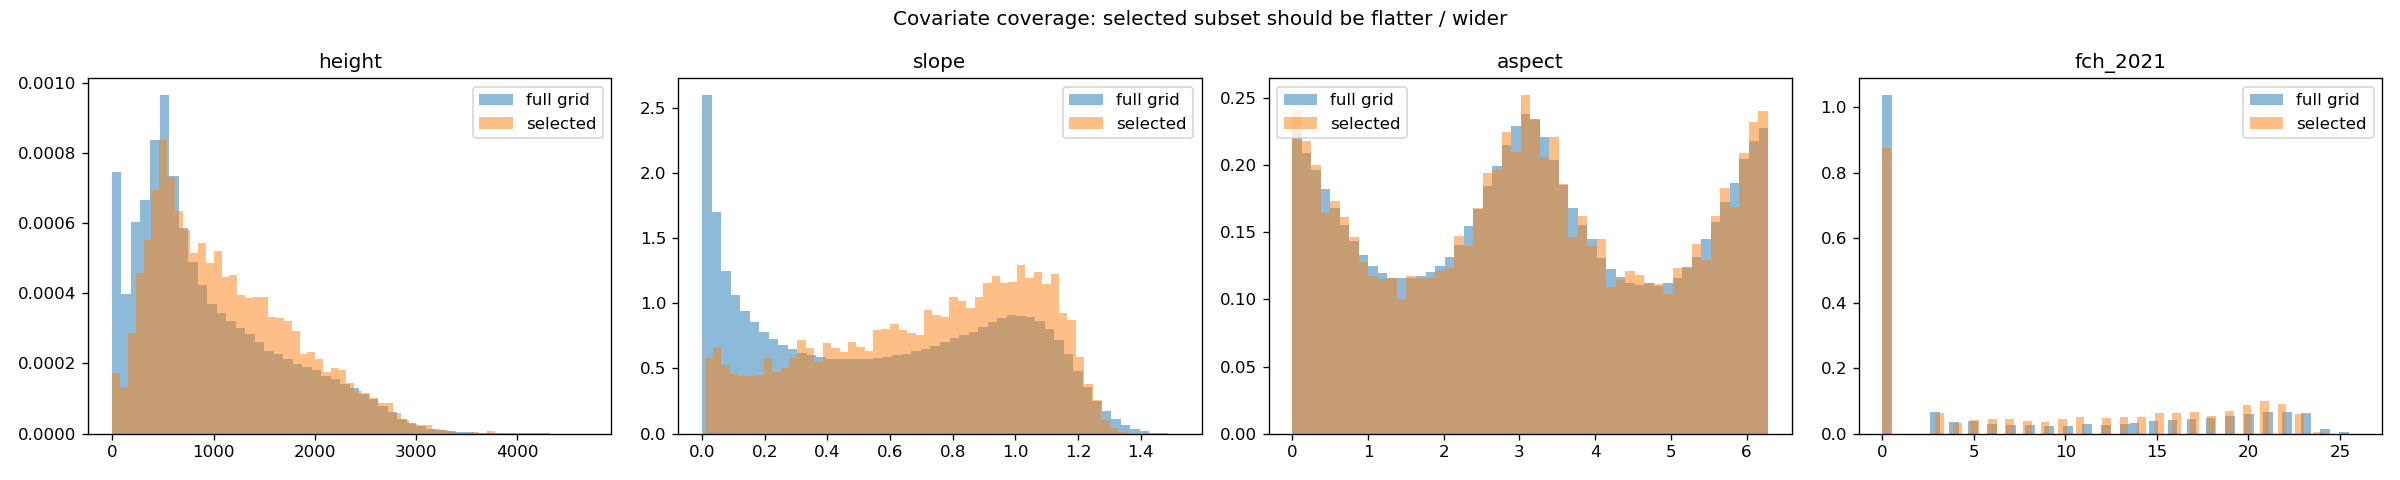 Covariate coverage: selected subset should be flatter / wider
height
0.0010
0.0008
0.0006
0.0004
0.0002
0.0000
0 1000 2000 3000 4000
full grid
selected
slope
2.5
2.0
1.5
1.0
0.5
0.0
0.0 0.2 0.4 0.6 0.8 1.0 1.2 1.4
full grid
selected
aspect
0.25
0.20
0.15
0.10
0.05
0.00
0 1 2 3 4 5 6
full grid
selected
fch_2021
1.0
0.8
0.6
0.4
0.2
0.0
0 5 10 15 20 25
full grid
selected